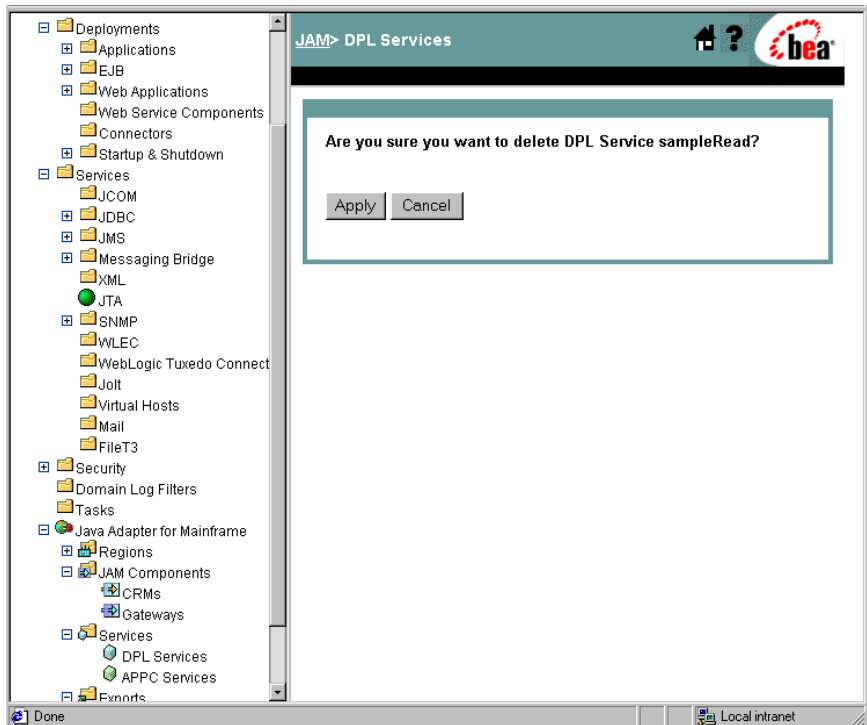 Deployments
Applications
EJB
Web Applications
Web Service Components
Connectors
Startup & Shutdown
Services
JCOM
JDBC
JMS
Messaging Bridge
XML
JTA
SNMP
WLEC
WebLogic Tuxedo Connect
Jolt
Virtual Hosts
Mail
FileT3
Security
Domain Log Filters
Tasks
Java Adapter for Mainframe
Regions
JAM Components
CRMs
Gateways
Services
DPL Services
APPC Services
Exports
JAM> DPL Services
?
bea
Are you sure you want to delete DPL Service sampleRead?
Apply Cancel
Done
Local intranet